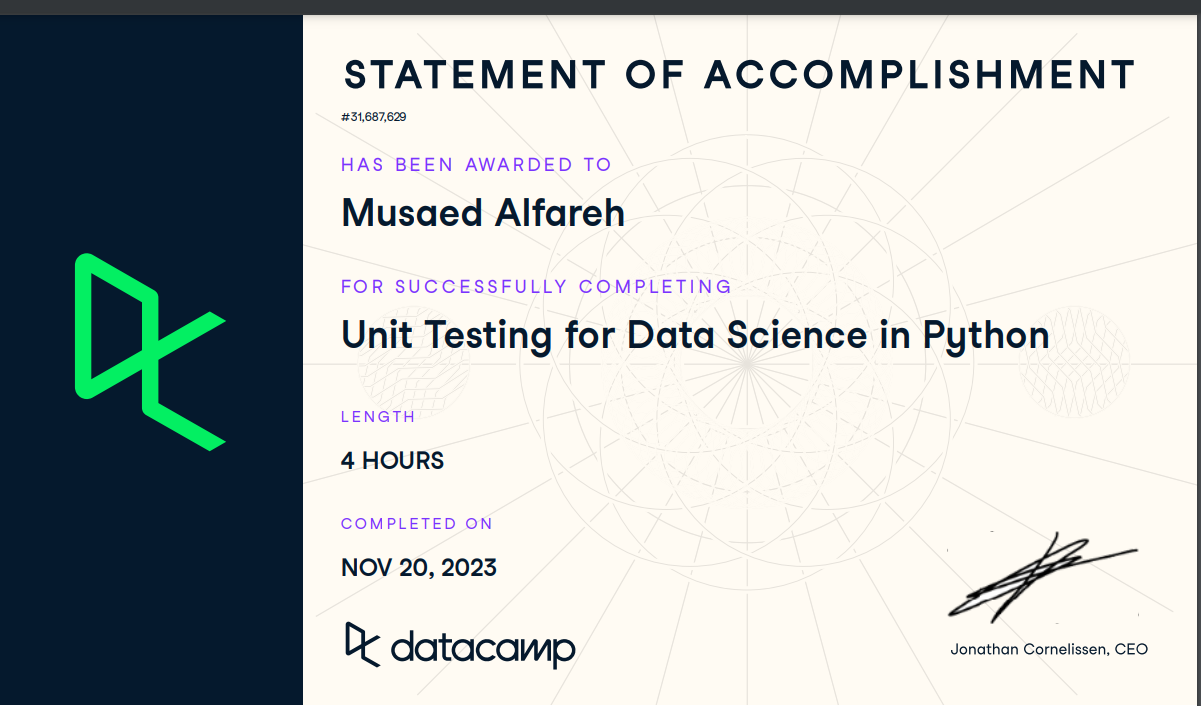 STATEMENT OF ACCOMPLISHMENT
#31,687,629
HAS BEEN AWARDED TO
Musaed Alfareh
FOR SUCCESSFULLY COMPLETING
Unit Testing for Data Science in Python
LENGTH
4 HOURS
COMPLETED ON
NOV 20, 2023
datacamp
Jonathan Cornelissen, CEO